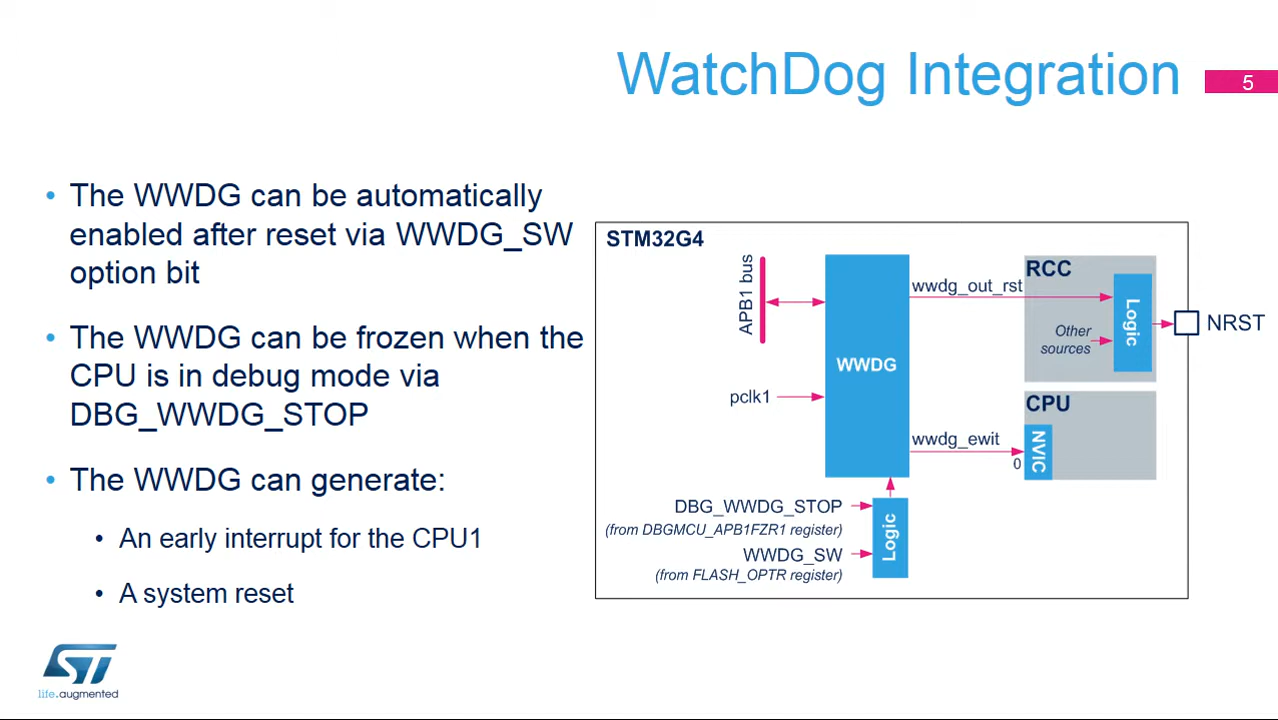 WatchDog Integration
5
• The WWDG can be automatically
enabled after reset via WWDG_SW
option bit
• The WWDG can be frozen when the
CPU is in debug mode via
DBG_WWDG_STOP
• The WWDG can generate:
• An early interrupt for the CPU1
• A system reset
STM32G4
APB1 bus
WWDG
pclk1
wwdg_out_rst
RCC
Other
sources
Logic
NRST
wwdg_ewit
0
CPU
NVIC
DBG_WWDG_STOP
(from DBGMCU_APB1FZR1 register)
WWDG_SW
(from FLASH_OPTR register)
Logic
ST
life.augmented